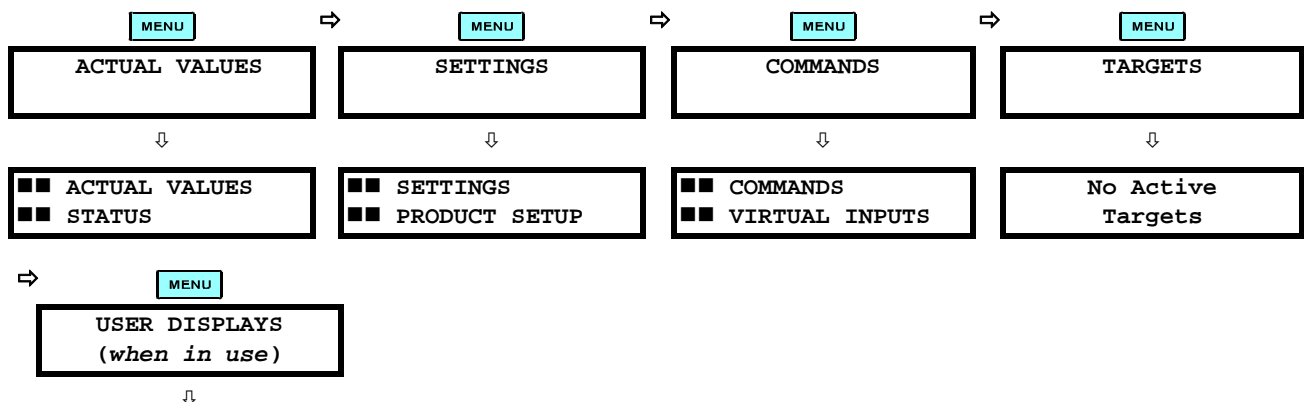 MENU MENU MENU MENU
ACTUAL VALUES SETTINGS COMMANDS TARGETS
ACTUAL VALUES SETTINGS COMMANDS No Active
STATUS PRODUCT SETUP VIRTUAL INPUTS Targets
MENU
USER DISPLAYS
(when in use)